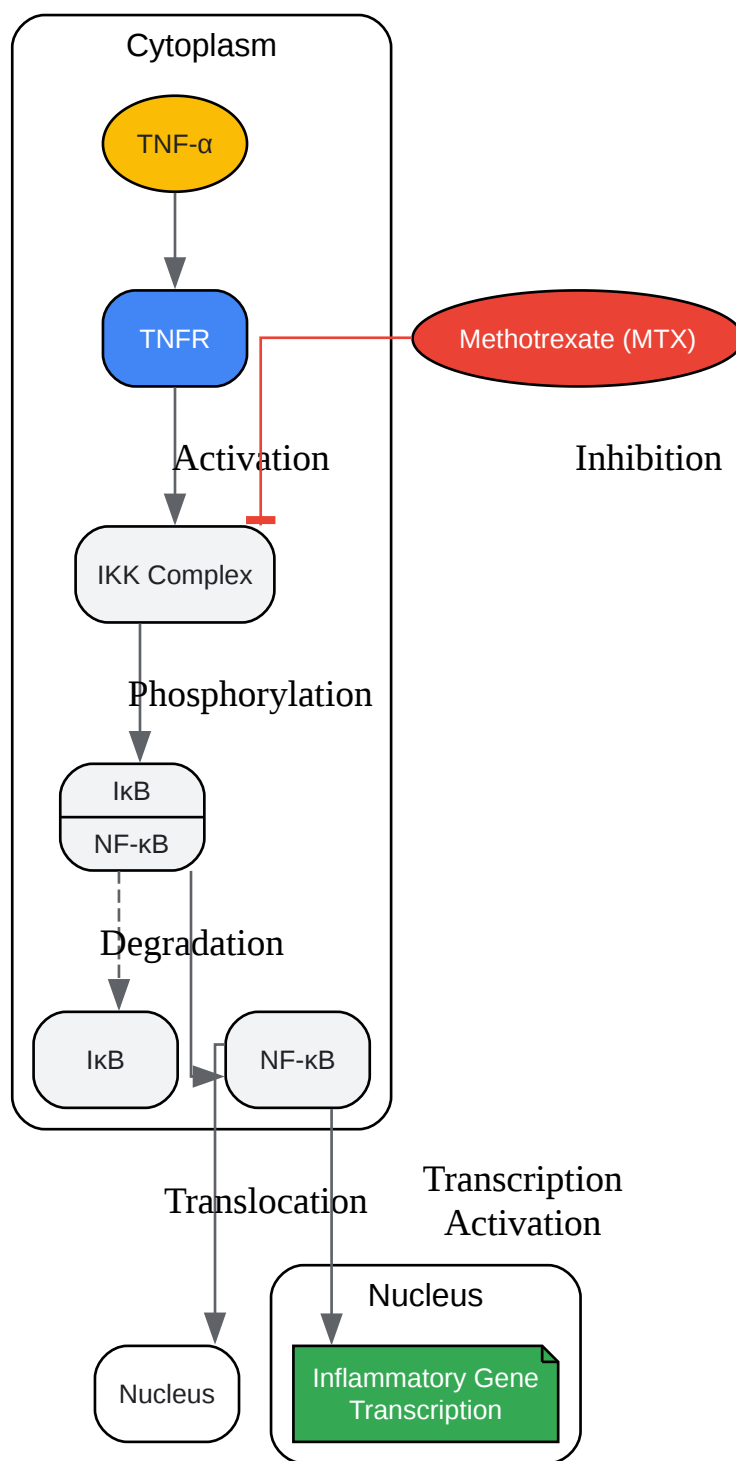 Cytoplasm
TNF-α
TNFR
Methotrexate (MTX)
Activation
Inhibition
IKK Complex
Phosphorylation
IκB
NF-κB
Degradation
IκB
NF-κB
Translocation
Transcription
Activation
Nucleus
Nucleus
Inflammatory Gene
Transcription